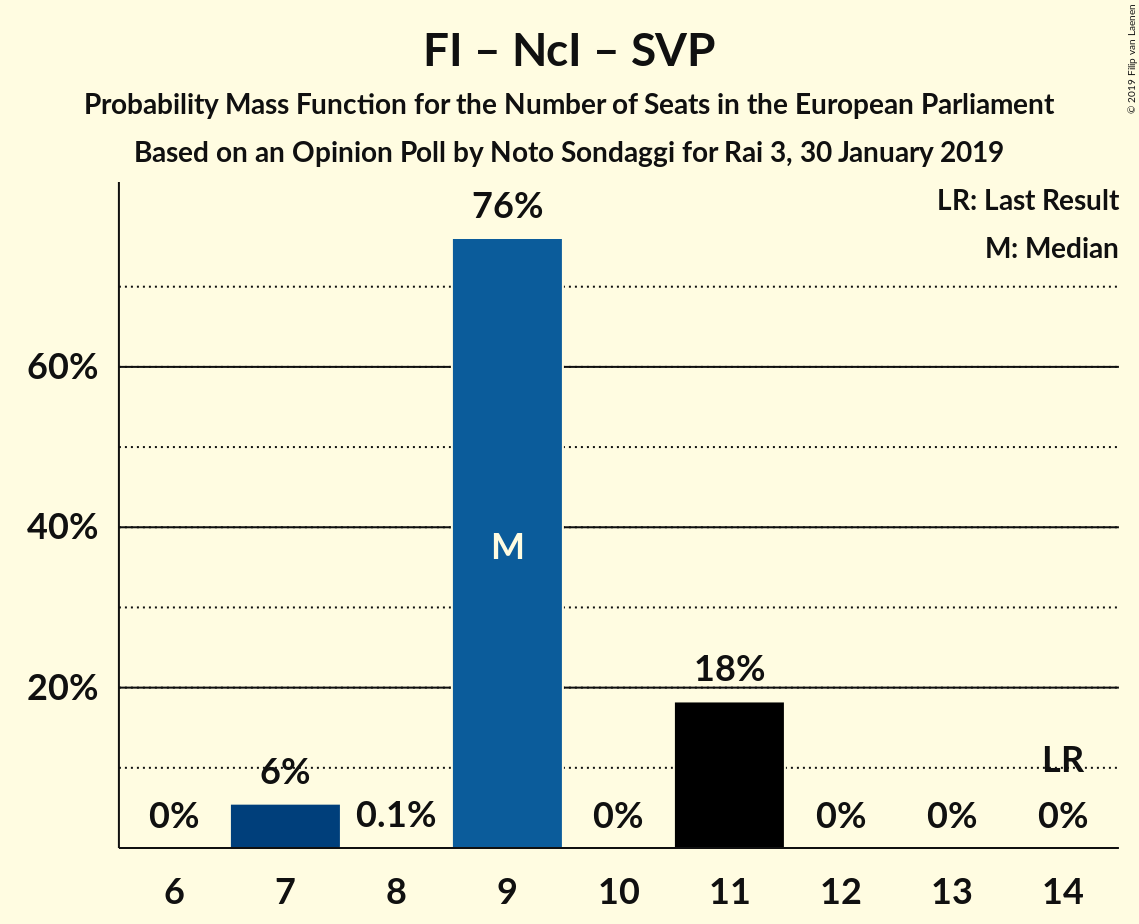 FI – NcI – SVP
Probability Mass Function for the Number of Seats in the European Parliament
Based on an Opinion Poll by Noto Sondaggi for Rai 3, 30 January 2019
© 2019 Filip van Laenen
LR: Last Result
M: Median
76%
60%
40%
M
20%
18%
LR
6%
0%
0.1%
0%
0%
0%
0%
6 7 8 9 10 11 12 13 14